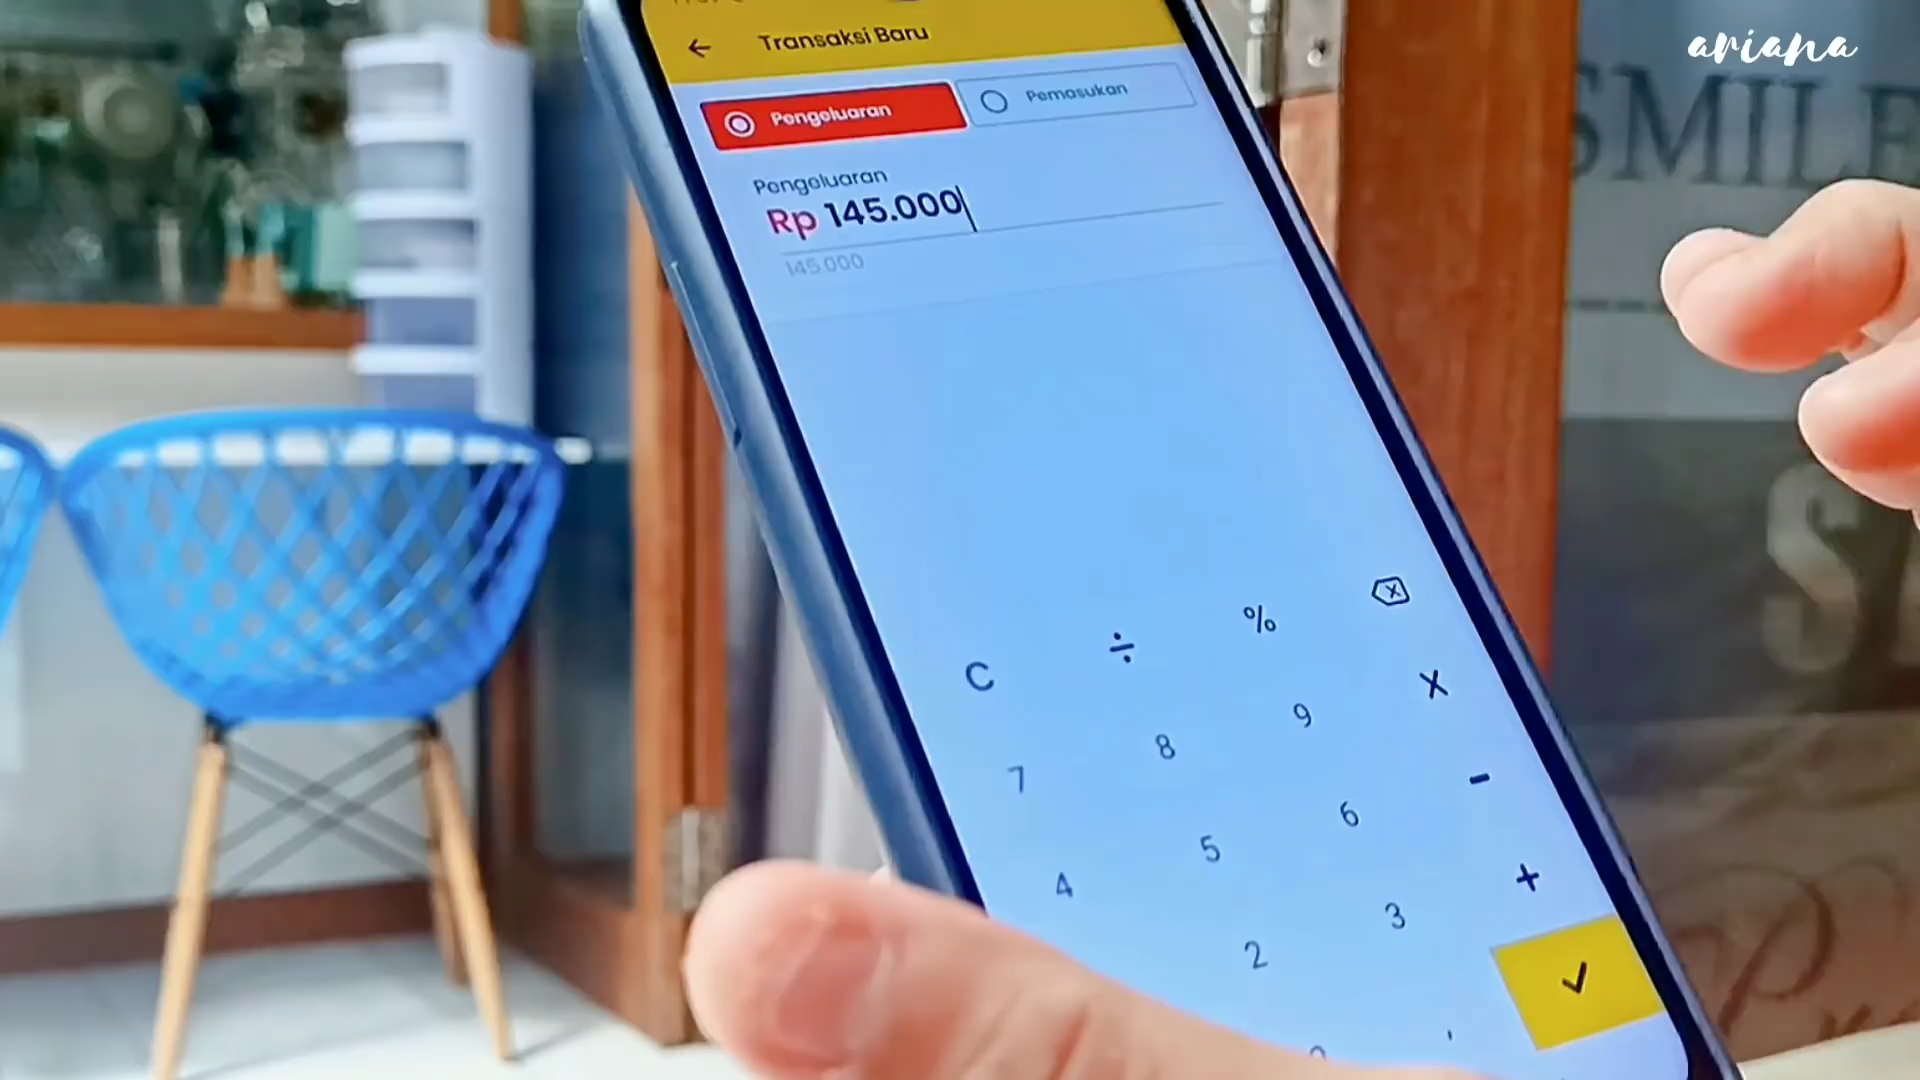 ariana
Transaksi Baru
Pengeluaran
Pemasukan
Pengeluaran
Rp 145.000
145.000
C ÷ % x
7 8 9 X
4 5 6 -
2 3 +
SMILE